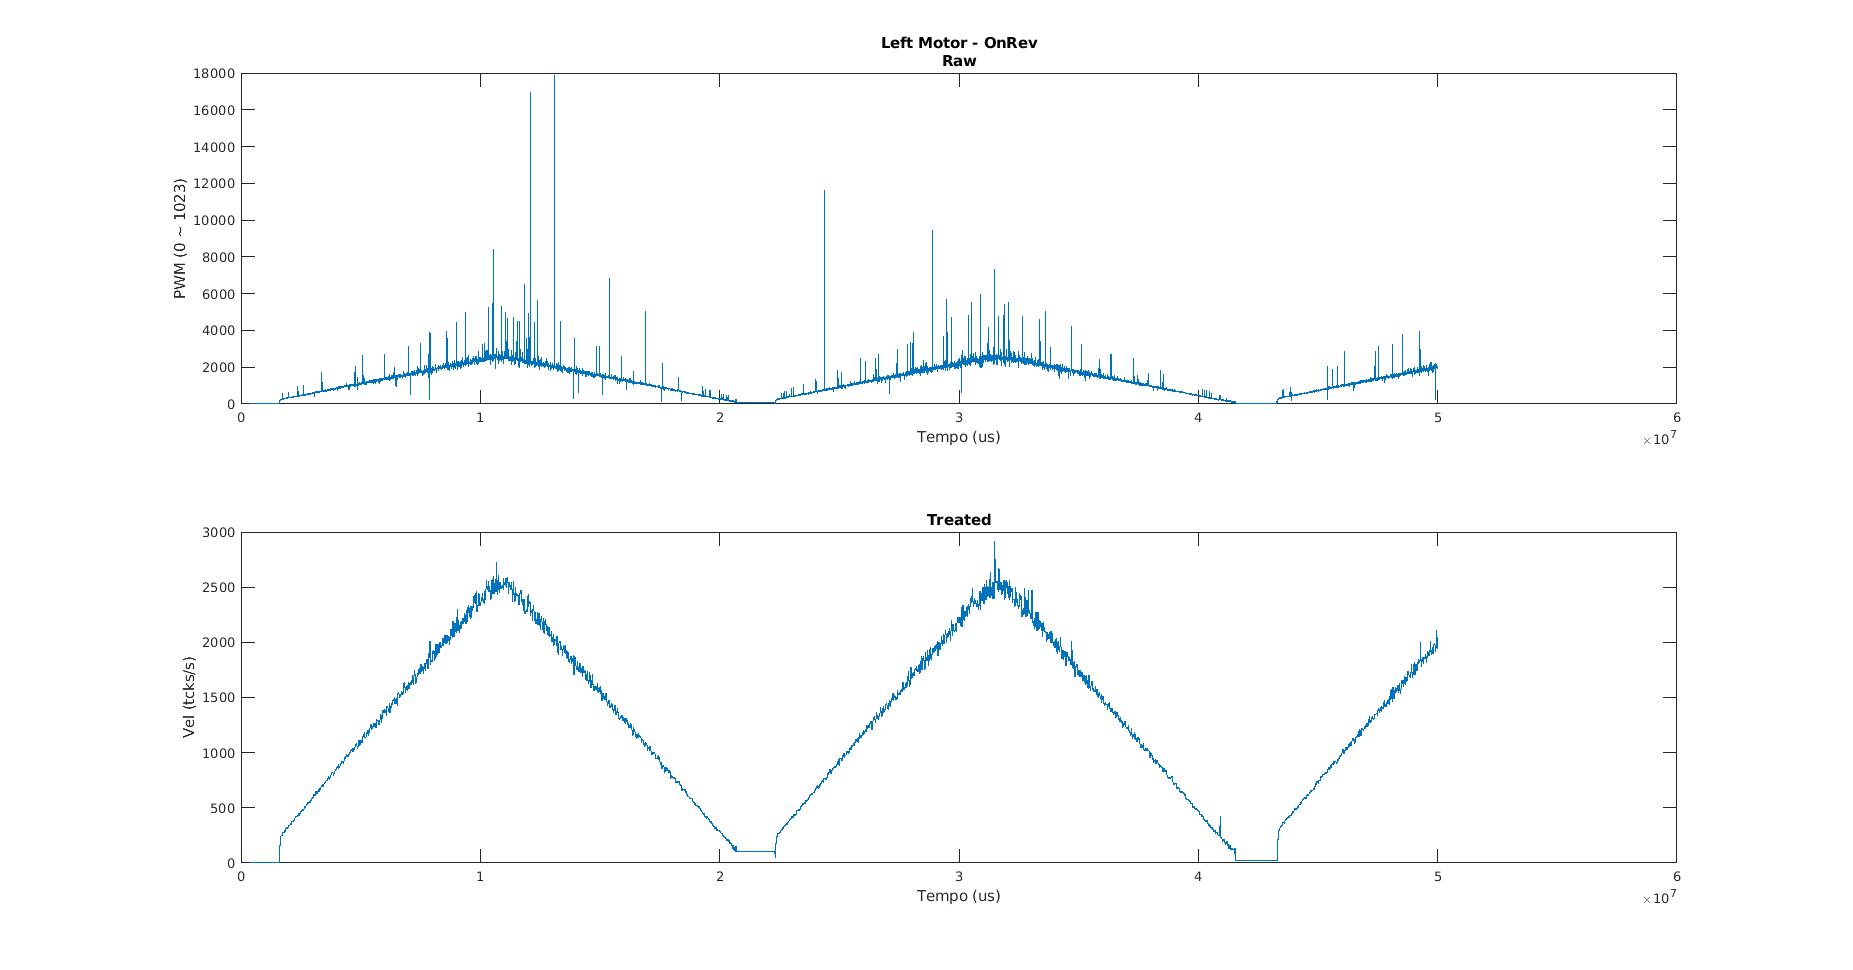 Left Motor - OnRev
Raw
18000
16000
14000
12000
10000
8000
6000
4000
2000
0
PWM (0 ~ 1023)
0 1 2 3 4 5 6
Tempo (us)
×10^7
Treated
3000
2500
2000
1500
1000
500
0
Vel (tcks/s)
0 1 2 3 4 5 6
Tempo (us)
×10^7